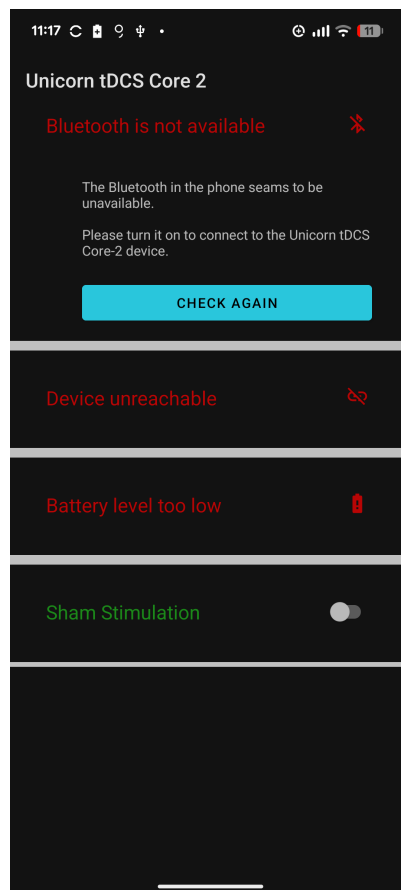 11:17
11
Unicorn tDCS Core 2
Bluetooth is not available
The Bluetooth in the phone seams to be
unavailable.
Please turn it on to connect to the Unicorn tDCS
Core-2 device.
CHECK AGAIN
Device unreachable
Battery level too low
Sham Stimulation